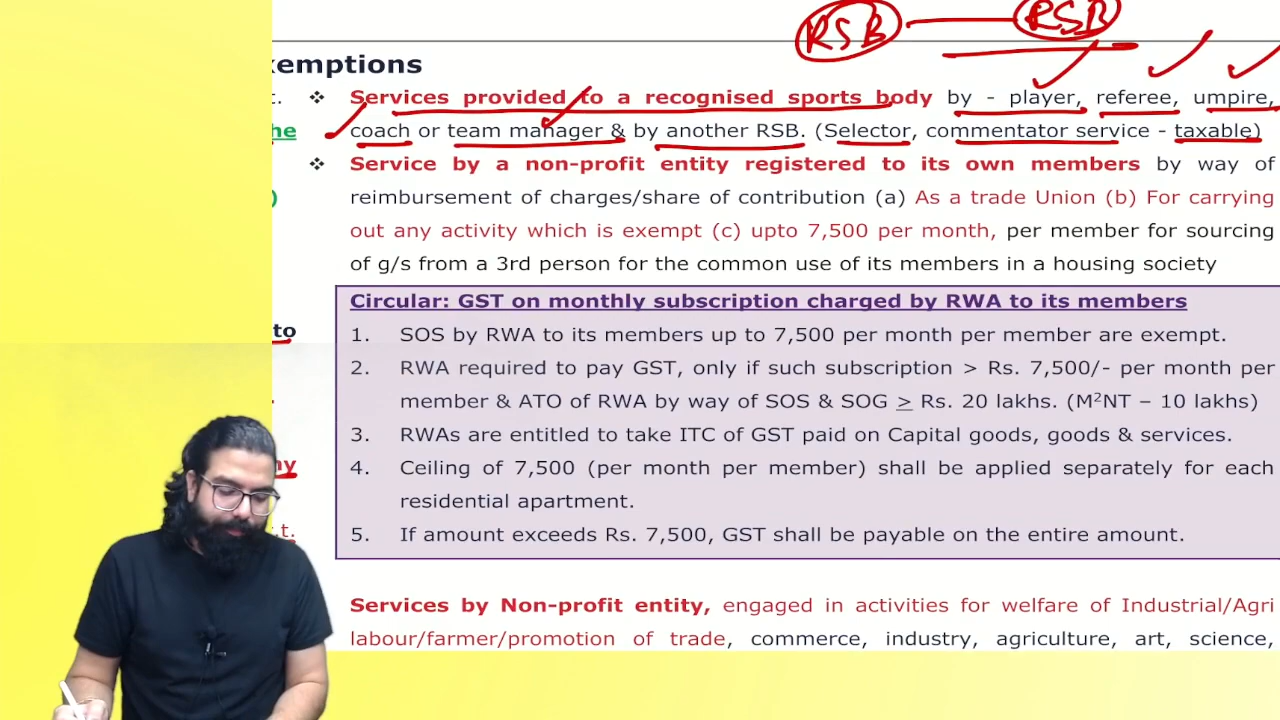 RSB RSB
xemptions
t.
❖ Services provided to a recognised sports body by - player, referee, umpire,
he
coach or team manager & by another RSB. (Selector, commentator service - taxable)
❖ Service by a non-profit entity registered to its own members by way of
)
reimbursement of charges/share of contribution (a) As a trade Union (b) For carrying
out any activity which is exempt (c) upto 7,500 per month, per member for sourcing
of g/s from a 3rd person for the common use of its members in a housing society
Circular: GST on monthly subscription charged by RWA to its members
to
1. SOS by RWA to its members up to 7,500 per month per member are exempt.
2. RWA required to pay GST, only if such subscription > Rs. 7,500/- per month per
member & ATO of RWA by way of SOS & SOG ≥ Rs. 20 lakhs. (M²NT – 10 lakhs)
3. RWAs are entitled to take ITC of GST paid on Capital goods, goods & services.
ny
4. Ceiling of 7,500 (per month per member) shall be applied separately for each
residential apartment.
t.
5. If amount exceeds Rs. 7,500, GST shall be payable on the entire amount.
Services by Non-profit entity, engaged in activities for welfare of Industrial/Agri
labour/farmer/promotion of trade, commerce, industry, agriculture, art, science,